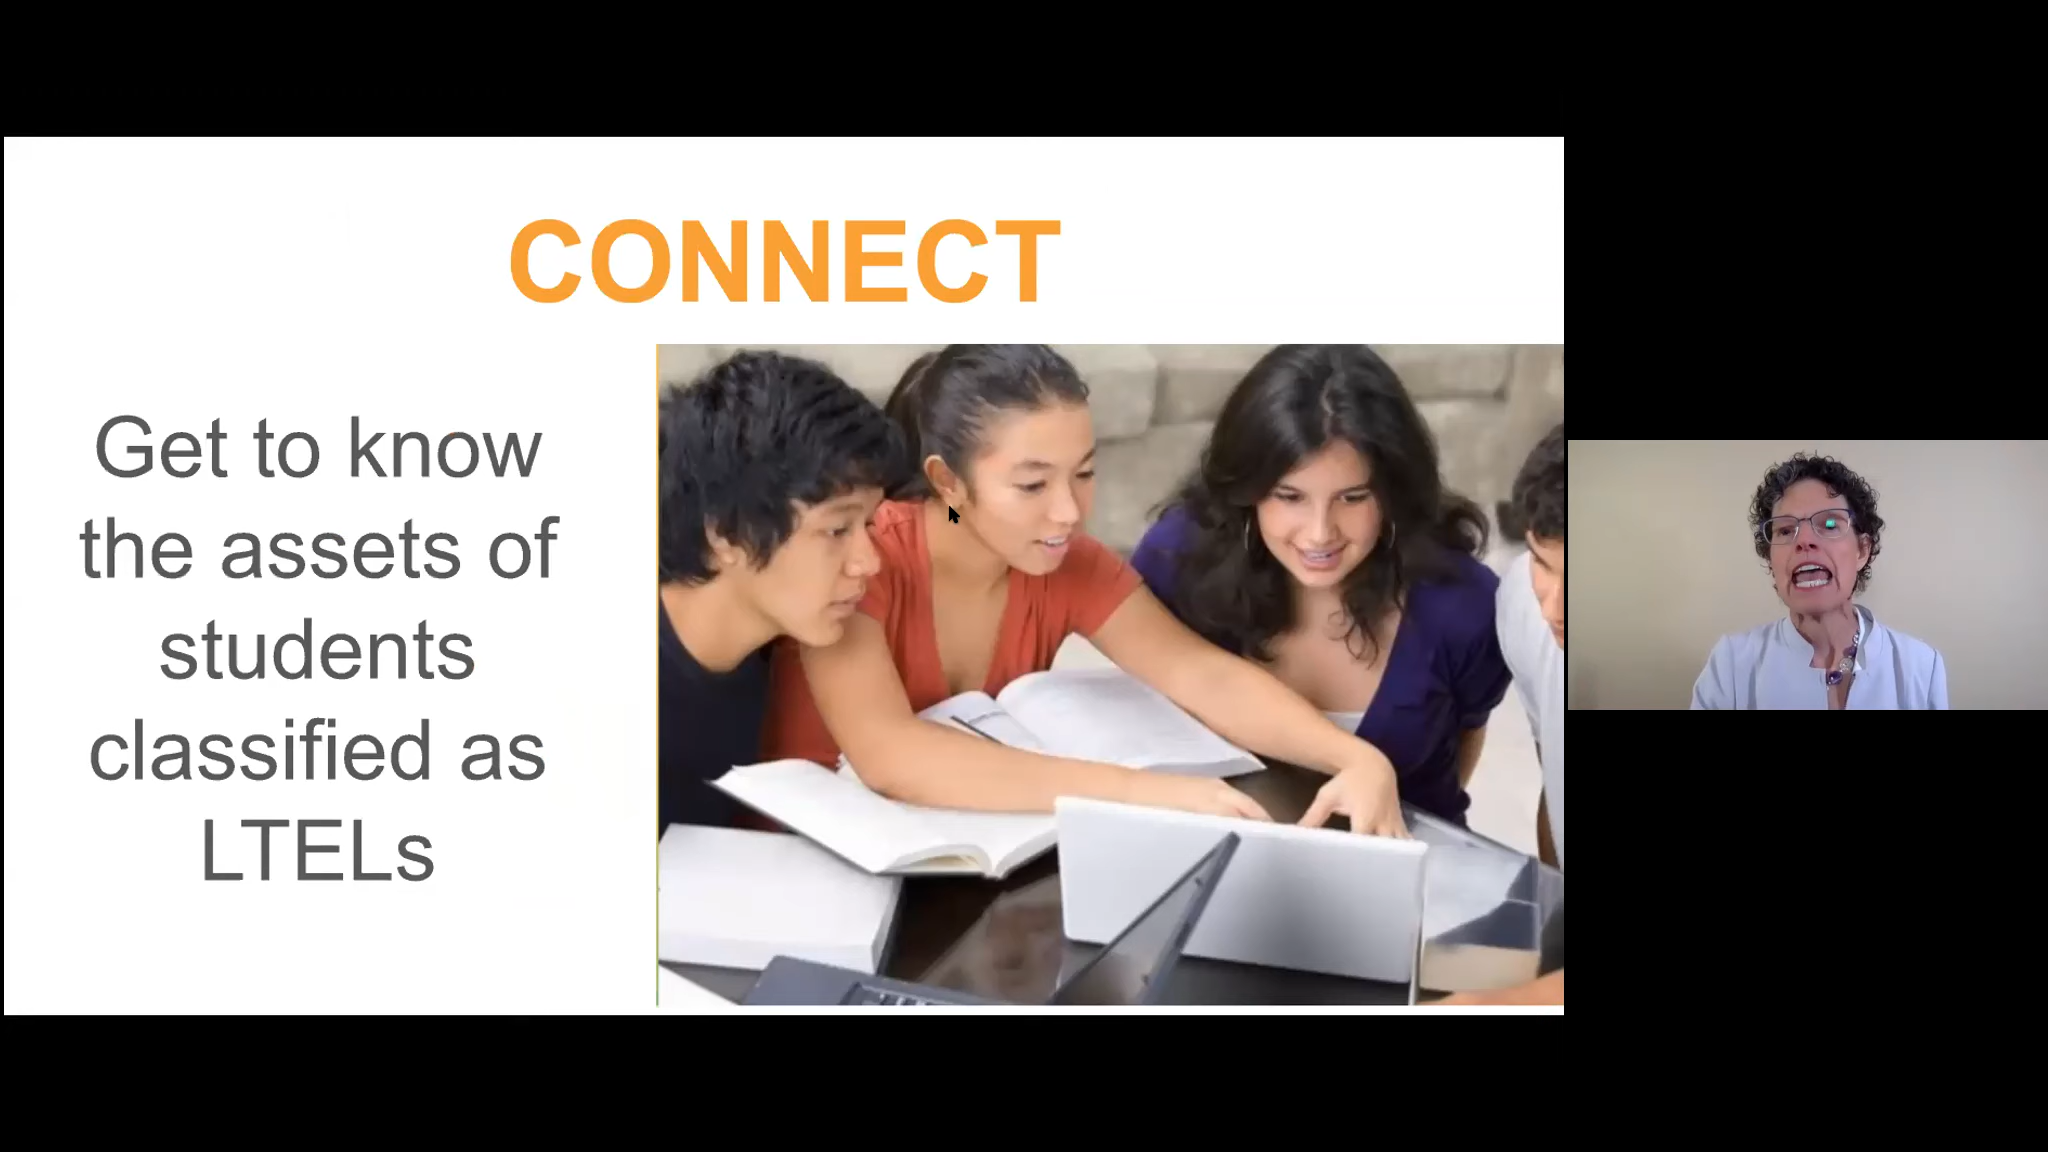 CONNECT
Get to know
the assets of
students
classified as
LTELs